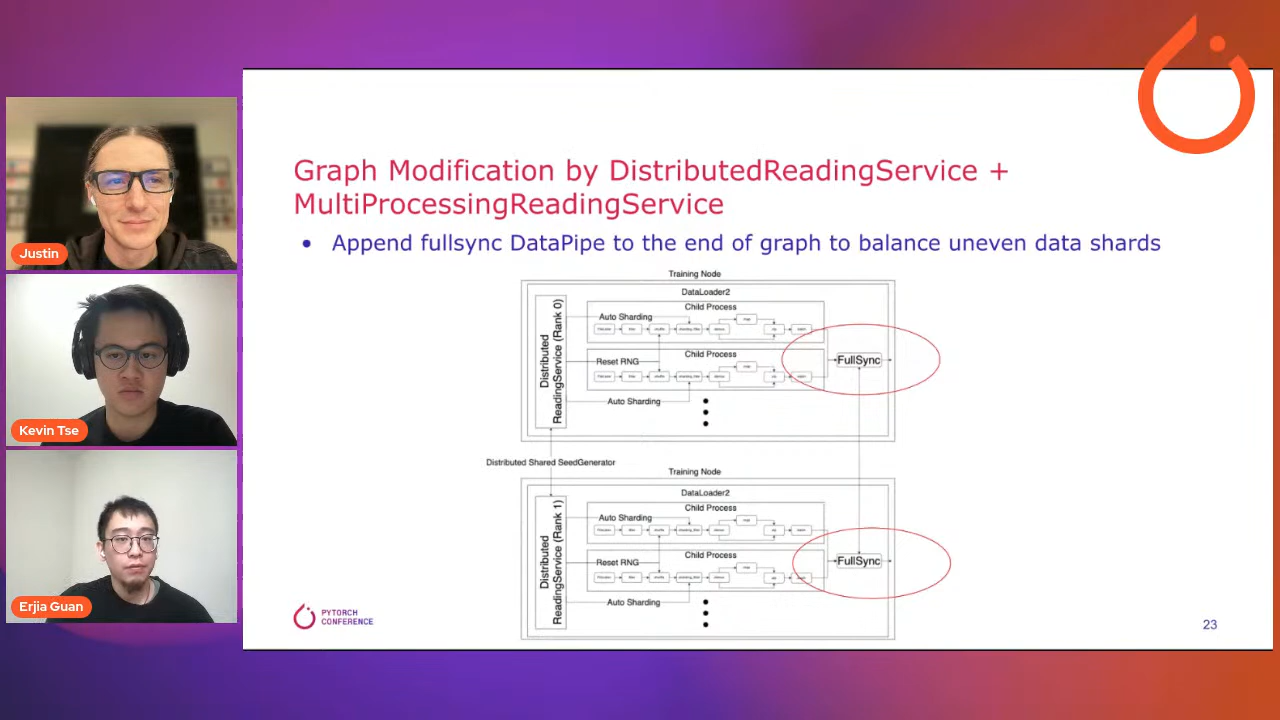 Justin
Kevin Tse
Erjia Guan
Graph Modification by DistributedReadingService +
MultiProcessingReadingService
• Append fullsync DataPipe to the end of graph to balance uneven data shards
Training Node
DataLoader2
Child Process
Auto Sharding
Distributed
ReadingService (Rank 0)
Child Process
Reset RNG
Auto Sharding
FullSync
Distributed Shared SeedGenerator
Training Node
DataLoader2
Child Process
Auto Sharding
Distributed
ReadingService (Rank 1)
Child Process
Reset RNG
Auto Sharding
FullSync
PYTORCH
CONFERENCE
23